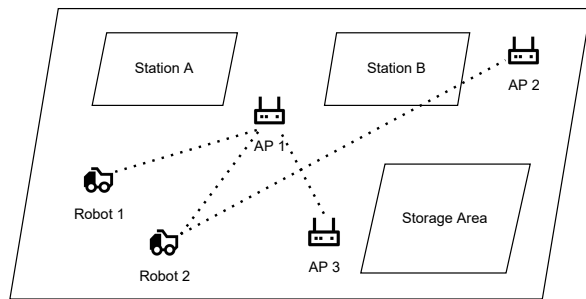 Station A
Station B
AP 2
AP 1
Robot 1
Storage Area
Robot 2
AP 3